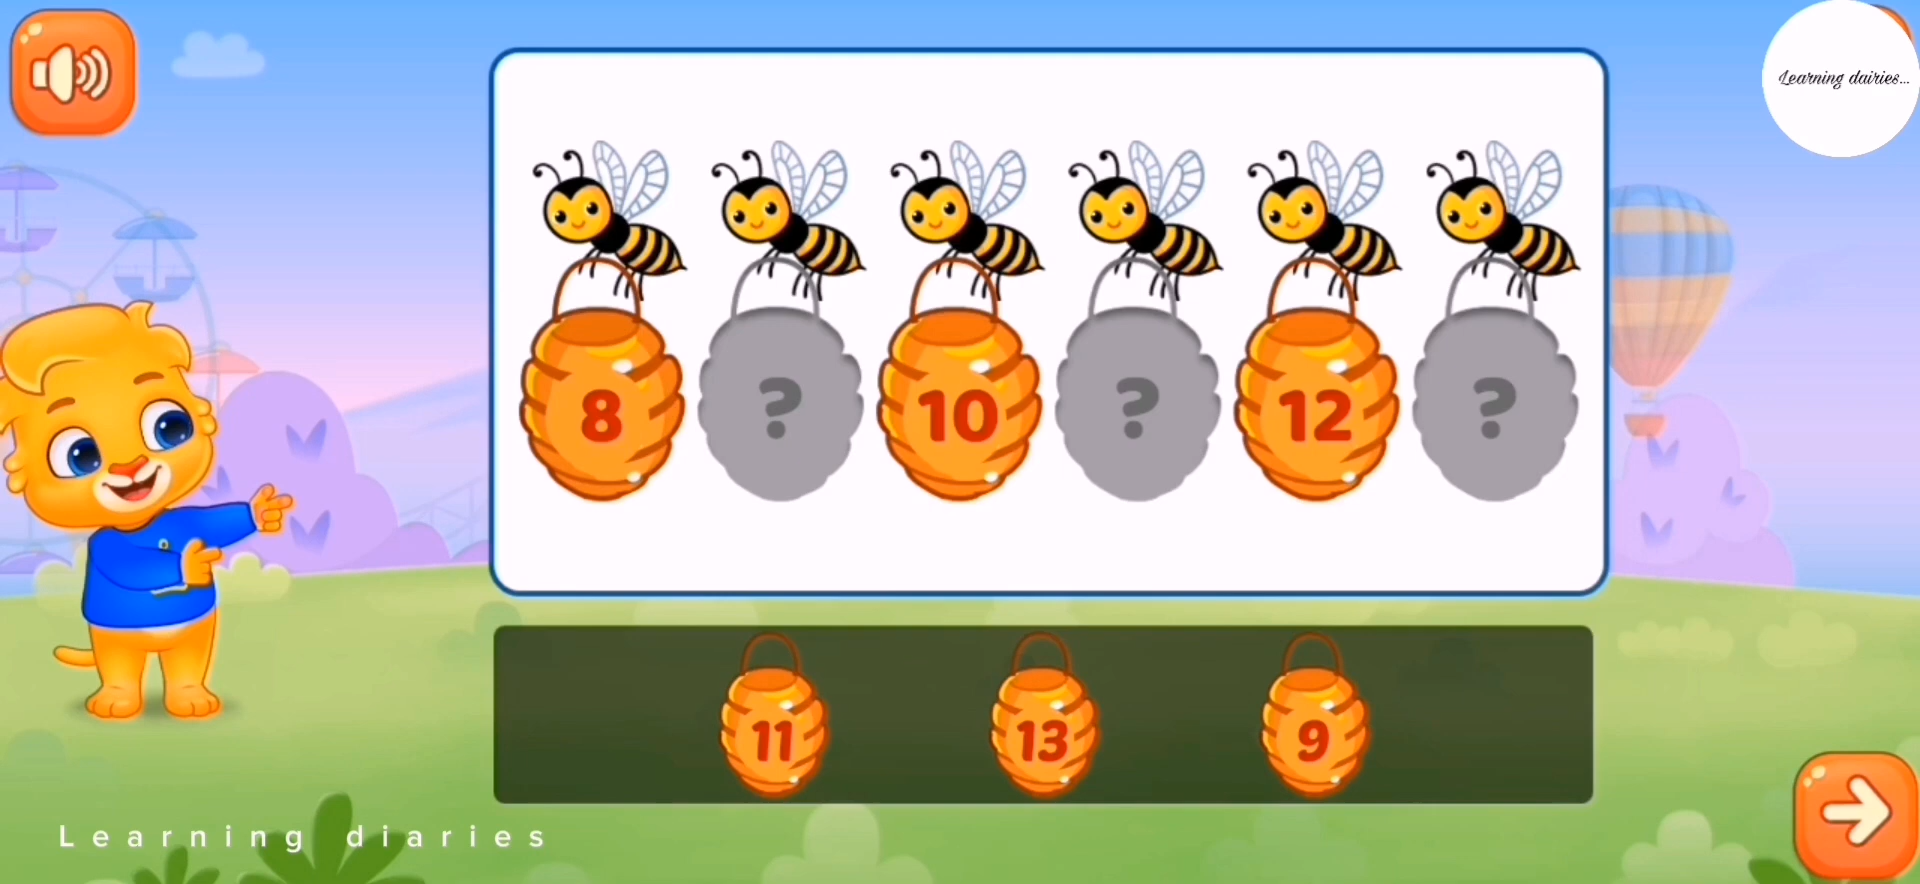 Learning dairies...
8 ? 10 ? 12 ?
11 13 9
Learning diaries